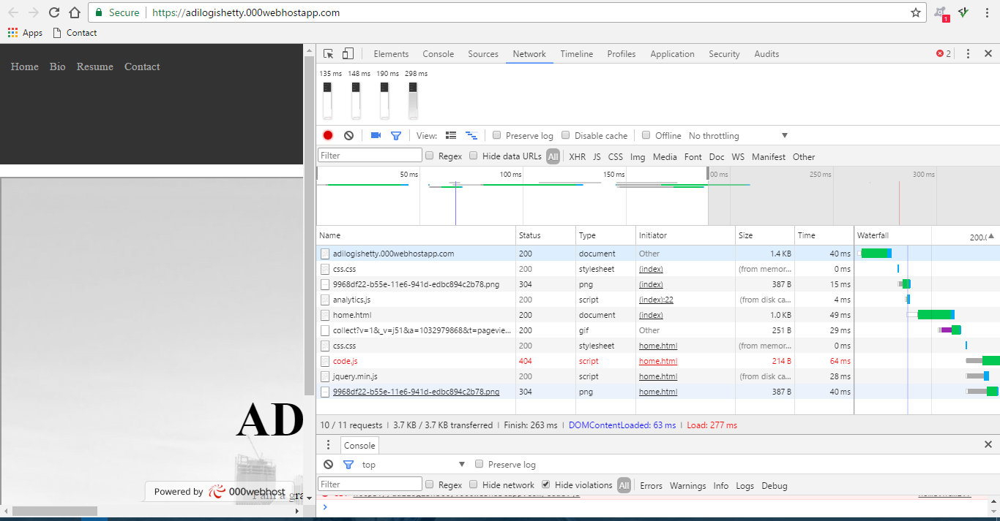 Secure https://adilogishetty.000webhostapp.com
1
Apps Contact
Home Bio Resume Contact
AD
Powered by 000webhost
Elements Console Sources Network Timeline Profiles Application Security Audits 2
135 ms 148 ms 190 ms 298 ms
View: Preserve log Disable cache Offline No throttling
Filter Regex Hide data URLs All XHR JS CSS Img Media Font Doc WS Manifest Other
50 ms 100 ms 150 ms 00 ms 250 ms 300 ms
Name Status Type Initiator Size Time Waterfall 200.(
adilogishetty.000webhostapp.com 200 document Other 1.4 KB 40 ms
css.css 200 stylesheet (index) (from memor... 0 ms
9968df22-b55e-11e6-941d-edbc894c2b78.png 304 png (index) 387 B 15 ms
analytics.js 200 script (index):22 (from disk ca... 4 ms
home.html 200 document (index) 1.0 KB 49 ms
collect?v=1&_v=j51&a=1032979868&t=pagevie... 200 gif Other 251 B 29 ms
css.css 200 stylesheet home.html (from memor... 0 ms
code.js 404 script home.html 214 B 64 ms
jquery.min.js 200 script home.html (from disk ca... 28 ms
9968df22-b55e-11e6-941d-edbc894c2b78.png 304 png home.html 387 B 40 ms
10 / 11 requests | 3.7 KB / 3.7 KB transferred | Finish: 263 ms | DOMContentLoaded: 63 ms | Load: 277 ms
Console
top Preserve log
Filter Regex Hide network Hide violations All Errors Warnings Info Logs Debug